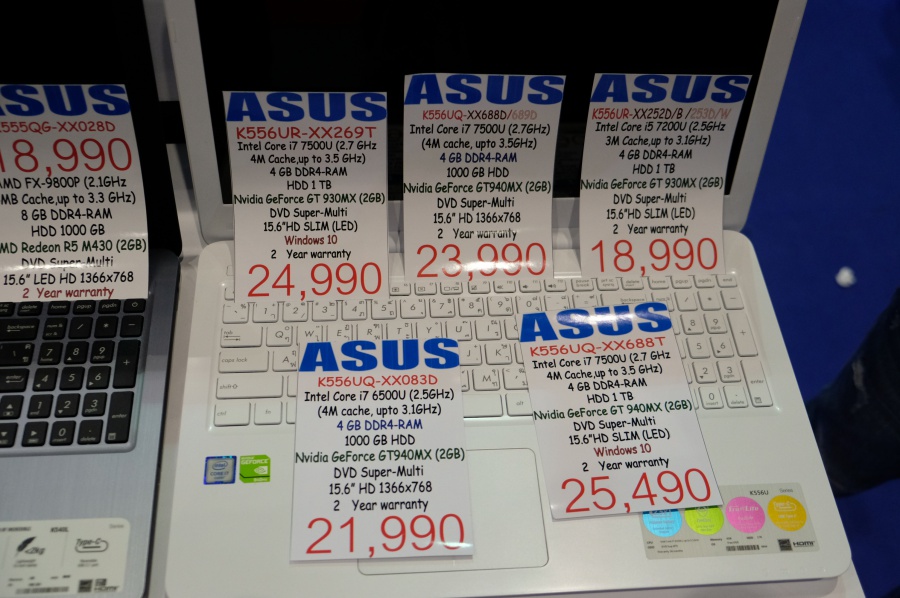 ASUS
K555QG-XX028D
18,990
AMD FX-9800P (2.1GHz
MB Cache,up to 3.3 GHz)
8 GB DDR4-RAM
HDD 1000 GB
AMD Redeon R5 M430 (2GB)
DVD Super-Multi
15.6" LED HD 1366x768
2 Year warranty
ASUS
K556UR-XX269T
Intel Core i7 7500U (2.7 GHz
4M Cache,up to 3.5 GHz)
4 GB DDR4-RAM
HDD 1 TB
Nvidia GeForce GT 930MX (2GB)
DVD Super-Multi
15.6"HD SLIM (LED)
Windows 10
2 Year warranty
24,990
ASUS
K556UQ-XX688D/689D
Intel Core i7 7500U (2.7GHz)
(4M cache, upto 3.5GHz)
4 GB DDR4-RAM
1000 GB HDD
Nvidia GeForce GT940MX (2GB)
DVD Super-Multi
15.6" HD 1366x768
2 Year warranty
23,990
ASUS
K556UR-XX252D/B /253D/W
Intel Core i5 7200U (2.5GHz
3M Cache,up to 3.1GHz)
4 GB DDR4-RAM
HDD 1 TB
Nvidia GeForce GT 930MX (2GB)
DVD Super-Multi
15.6"HD SLIM (LED)
2 Year warranty
18,990
ASUS
K556UQ-XX083D
Intel Core i7 6500U (2.5GHz)
(4M cache, upto 3.1GHz)
4 GB DDR4-RAM
1000 GB HDD
Nvidia GeForce GT940MX (2GB)
DVD Super-Multi
15.6" HD 1366x768
2 Year warranty
21,990
ASUS
K556UQ-XX688T
Intel Core i7 7500U (2.7 GHz
4M Cache,up to 3.5 GHz)
4 GB DDR4-RAM
HDD 1 TB
Nvidia GeForce GT 940MX (2GB)
DVD Super-Multi
15.6"HD SLIM (LED)
Windows 10
2 Year warranty
25,490
K556U
HDMI
GEFORCE
Type-C